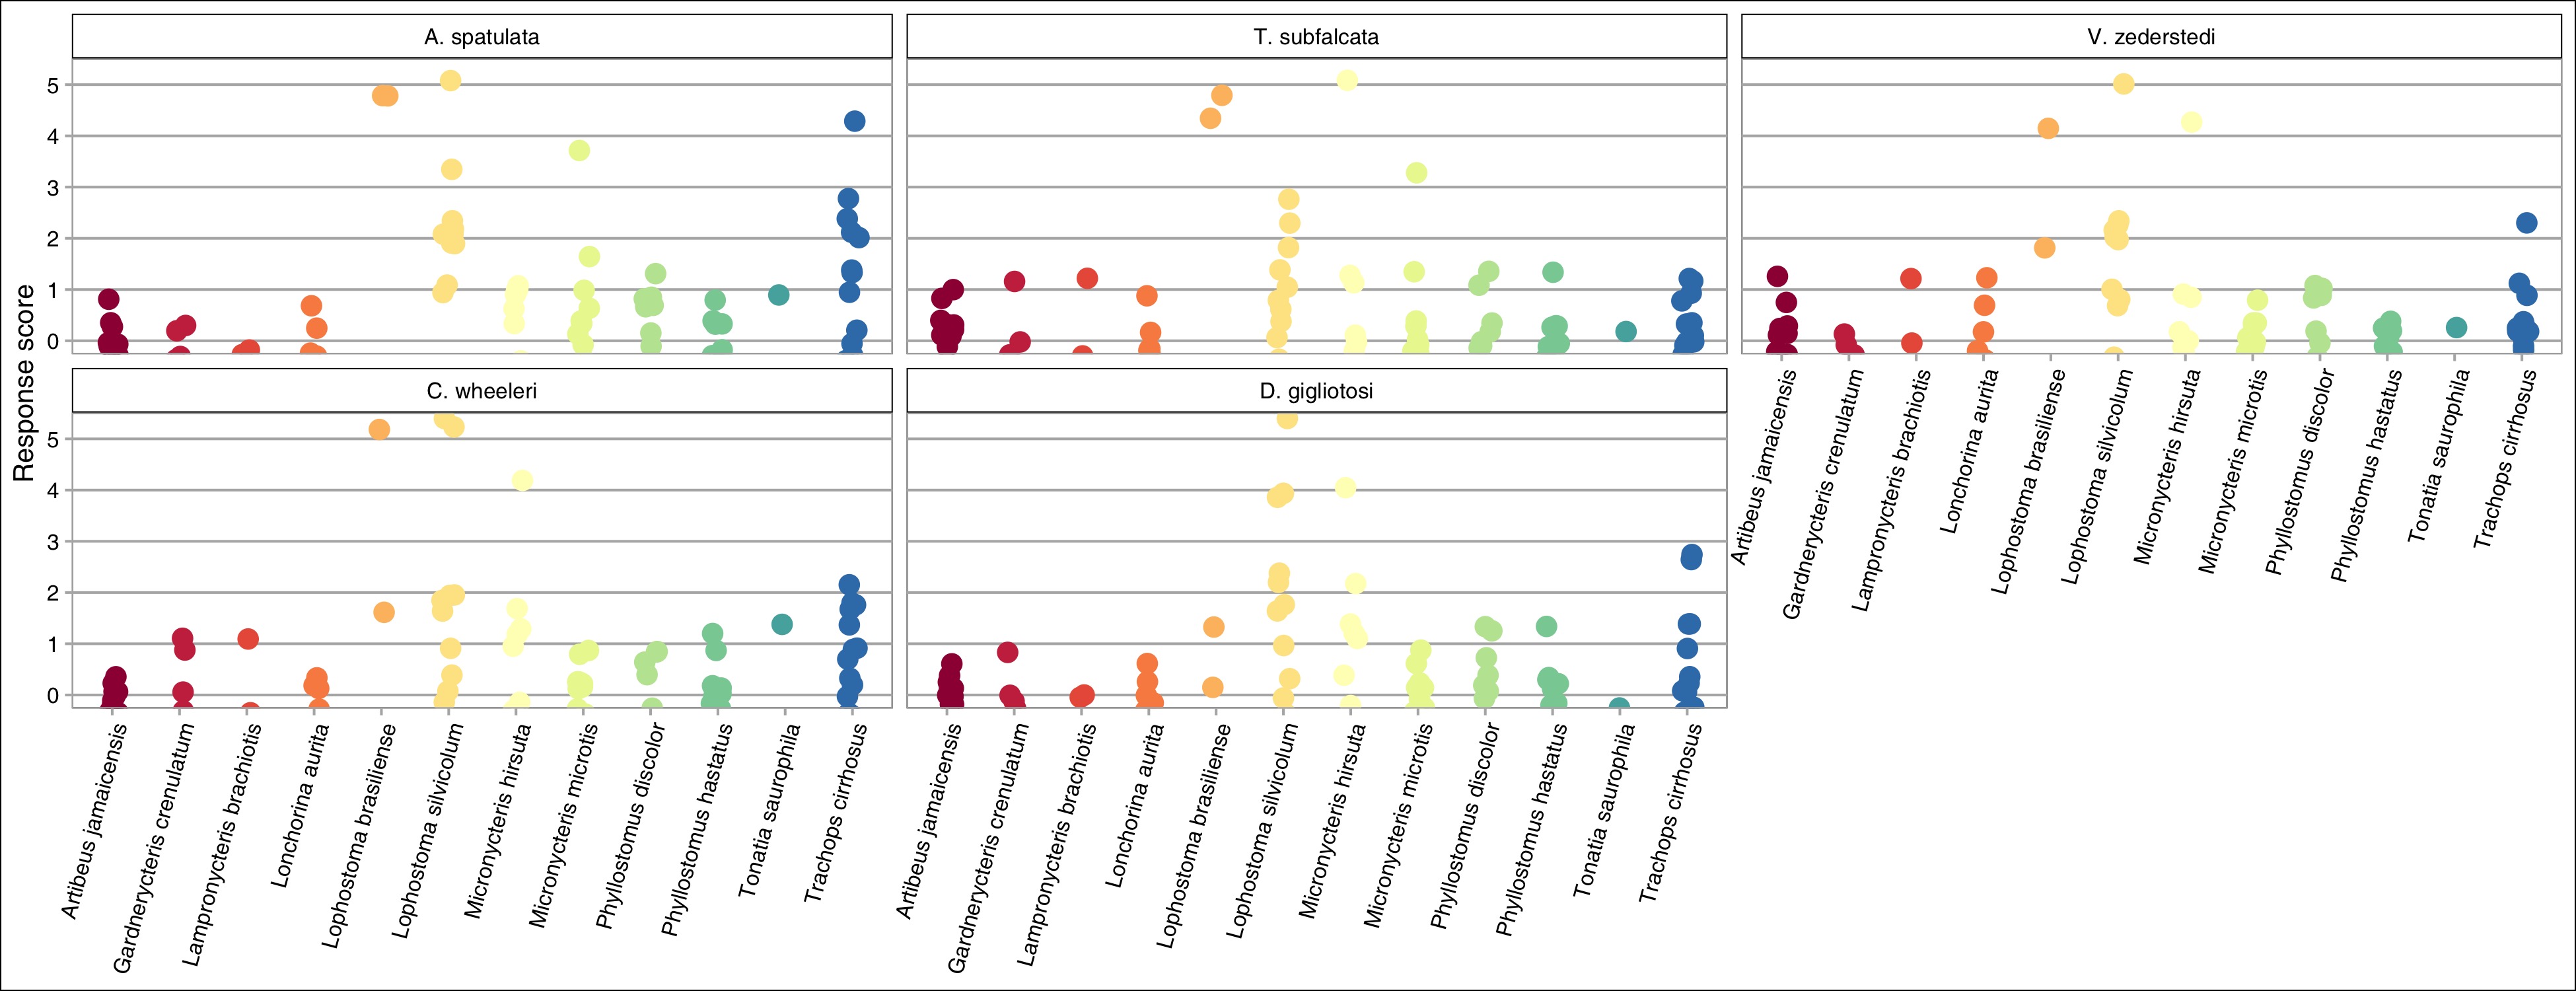 A. spatulata
T. subfalcata
V. zederstedi
Response score
5
4
3
2
1
0
C. wheeleri
D. gigliotosi
5
4
3
2
1
0
Artibeus jamaicensis
Gardnerycteris crenulatum
Lampronycteris brachiotis
Lonchorina aurita
Lophostoma brasiliense
Lophostoma silvicolum
Micronycteris hirsuta
Micronycteris microtis
Phyllostomus discolor
Phyllostomus hastatus
Tonatia saurophila
Trachops cirrhosus
Artibeus jamaicensis
Gardnerycteris crenulatum
Lampronycteris brachiotis
Lonchorina aurita
Lophostoma brasiliense
Lophostoma silvicolum
Micronycteris hirsuta
Micronycteris microtis
Phyllostomus discolor
Phyllostomus hastatus
Tonatia saurophila
Trachops cirrhosus
Artibeus jamaicensis
Gardnerycteris crenulatum
Lampronycteris brachiotis
Lonchorina aurita
Lophostoma brasiliense
Lophostoma silvicolum
Micronycteris hirsuta
Micronycteris microtis
Phyllostomus discolor
Phyllostomus hastatus
Tonatia saurophila
Trachops cirrhosus